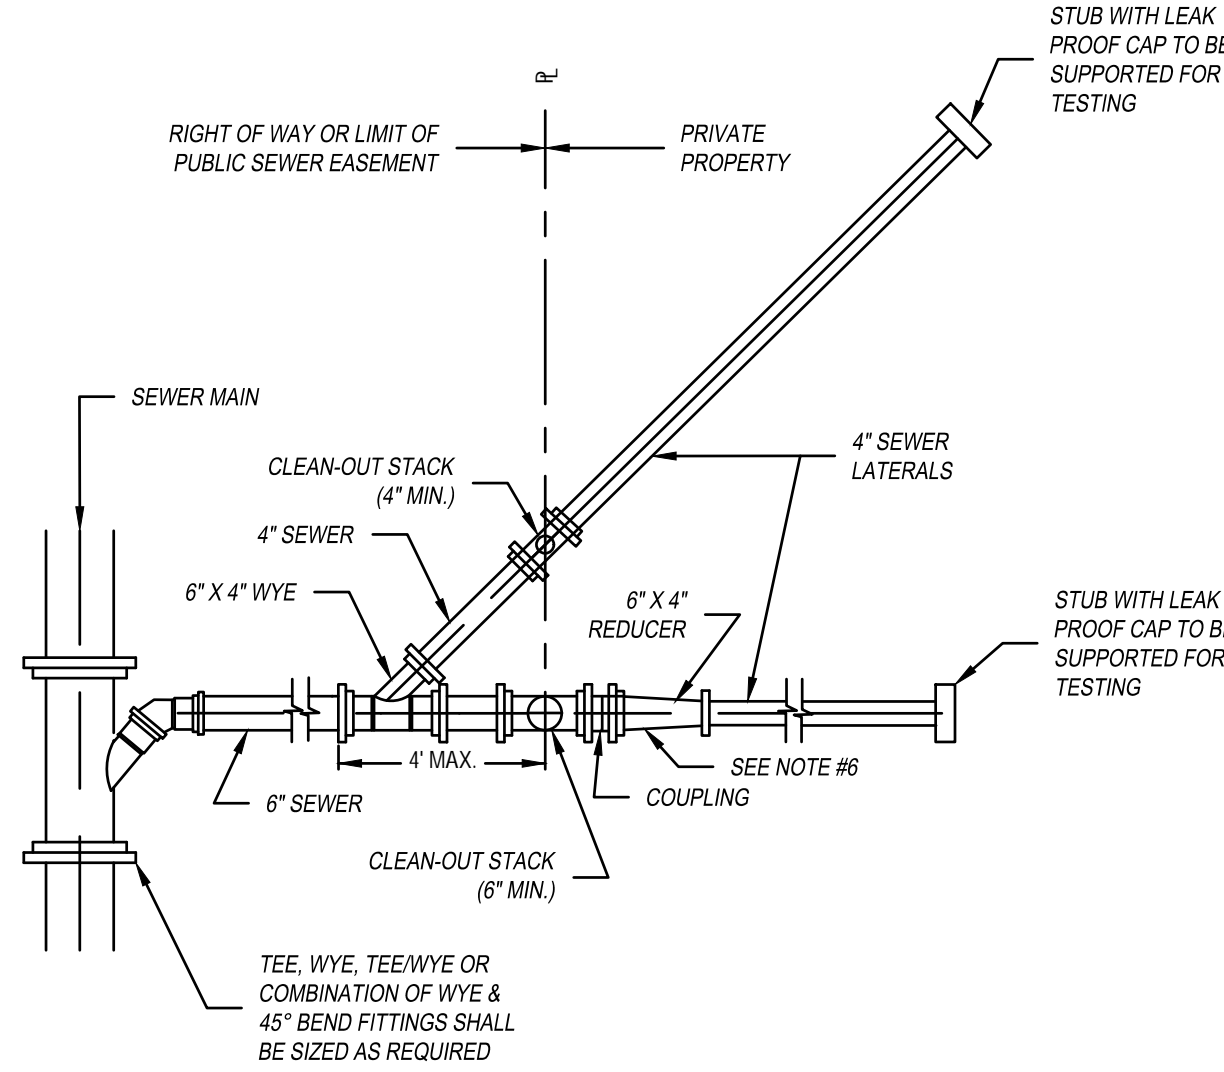 STUB WITH LEAK
PROOF CAP TO BE
SUPPORTED FOR
TESTING
PL
RIGHT OF WAY OR LIMIT OF
PUBLIC SEWER EASEMENT
PRIVATE
PROPERTY
SEWER MAIN
4" SEWER
LATERALS
CLEAN-OUT STACK
(4" MIN.)
4" SEWER
6" X 4" WYE
6" X 4"
REDUCER
STUB WITH LEAK
PROOF CAP TO BE
SUPPORTED FOR
TESTING
4' MAX.
SEE NOTE #6
COUPLING
6" SEWER
CLEAN-OUT STACK
(6" MIN.)
TEE, WYE, TEE/WYE OR
COMBINATION OF WYE &
45° BEND FITTINGS SHALL
BE SIZED AS REQUIRED